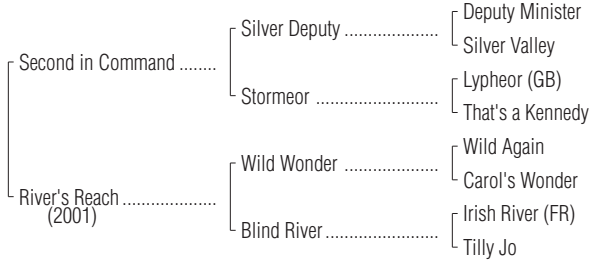 Deputy Minister
Silver Deputy ........................
Silver Valley
Second in Command ........
Lypheor (GB)
Stormeor ...............................
That's a Kennedy
Wild Again
Wild Wonder ........................
Carol's Wonder
River's Reach ....................
(2001)
Irish River (FR)
Blind River.............................
Tilly Jo